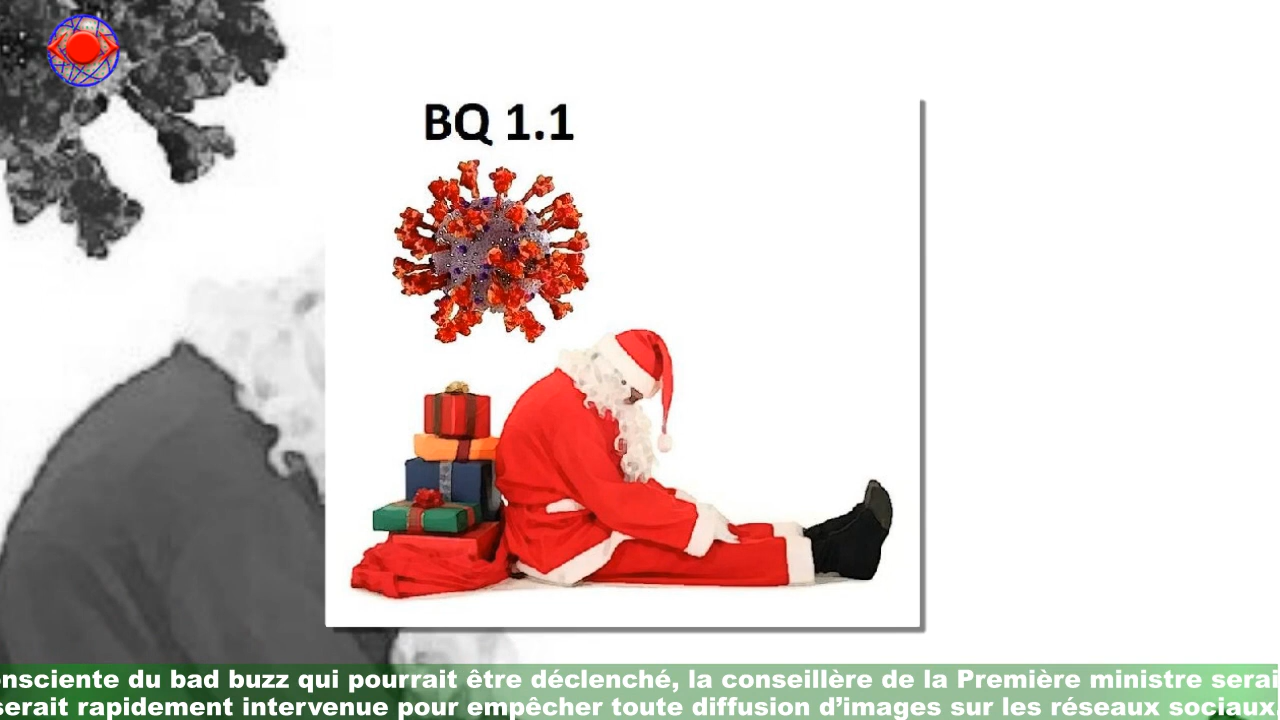 BQ 1.1
onsciente du bad buzz qui pourrait être déclenché, la conseillère de la Première ministre serai
serait rapidement intervenue pour empêcher toute diffusion d'images sur les réseaux sociaux.